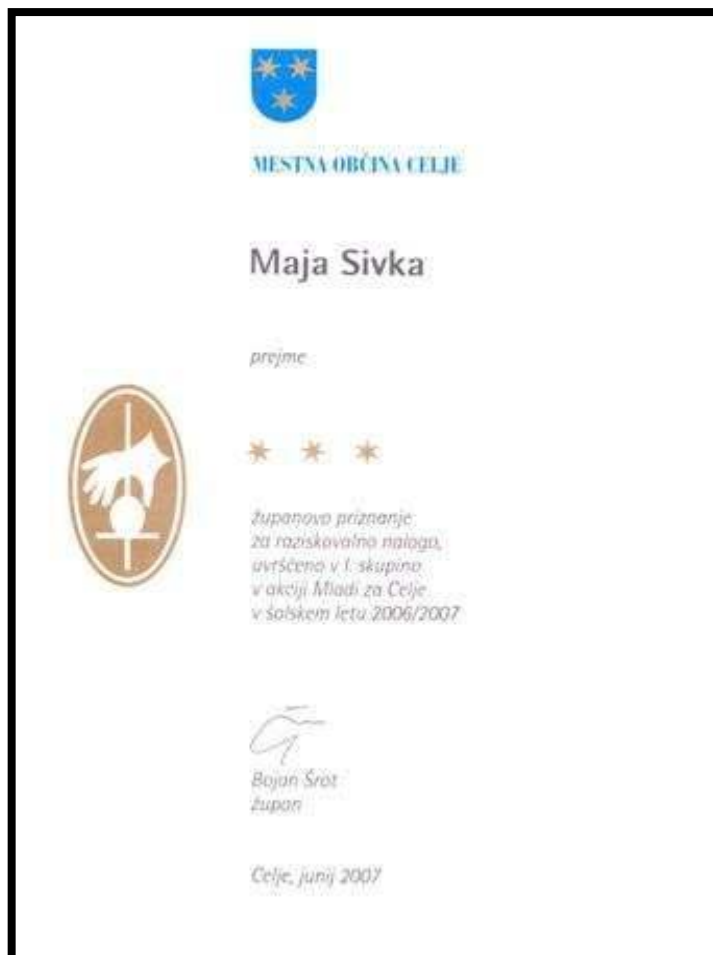 MESTNA OBČINA CELJE
Maja Sivka
prejme
županovo priznanje
za raziskovalno nalogo,
uvrščeno v I. skupino
v akciji Mladi za Celje
v šolskem letu 2006/2007
Bojan Šrot
župan
Celje, junij 2007